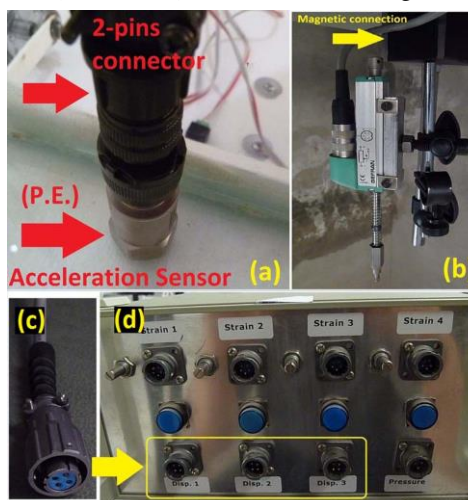 2-pins
connector
(P.E.)
Acceleration Sensor
(a)
Magnetic connection
GEFRAN
(b)
(c)
(d)
Strain 1
Strain 2
Strain 3
Strain 4
Disp. 1
Disp. 2
Disp. 3
Pressure